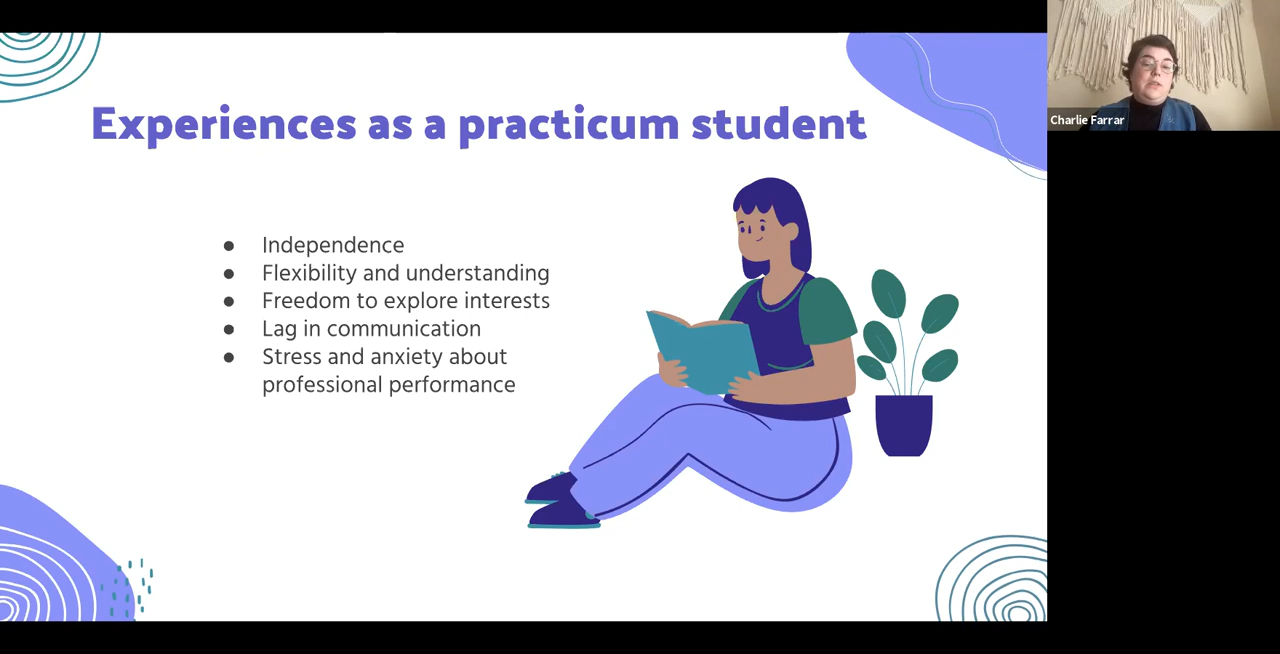 Experiences as a practicum student
● Independence
● Flexibility and understanding
● Freedom to explore interests
● Lag in communication
● Stress and anxiety about
professional performance
Charlie Farrar